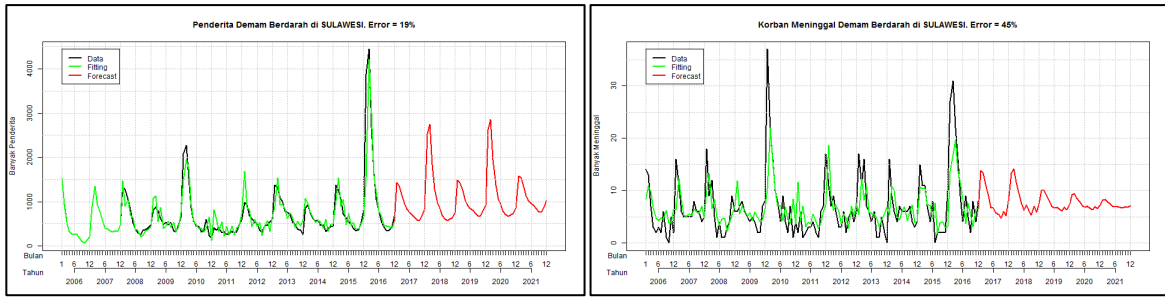 Penderita Demam Berdarah di SULAWESI. Error = 19%
Data
Fitting
Forecast
Banyak Penderita
4000
3000
2000
1000
0
Bulan 1 6 12 6 12 6 12 6 12 6 12 6 12 6 12 6 12 6 12 6 12 6 12 6 12 6 12 6 12 6 12 6 12
Tahun 2006 2007 2008 2009 2010 2011 2012 2013 2014 2015 2016 2017 2018 2019 2020 2021
Korban Meninggal Demam Berdarah di SULAWESI. Error = 45%
Data
Fitting
Forecast
Banyak Meninggal
30
20
10
0
Bulan 1 6 12 6 12 6 12 6 12 6 12 6 12 6 12 6 12 6 12 6 12 6 12 6 12 6 12 6 12 6 12 6 12
Tahun 2006 2007 2008 2009 2010 2011 2012 2013 2014 2015 2016 2017 2018 2019 2020 2021